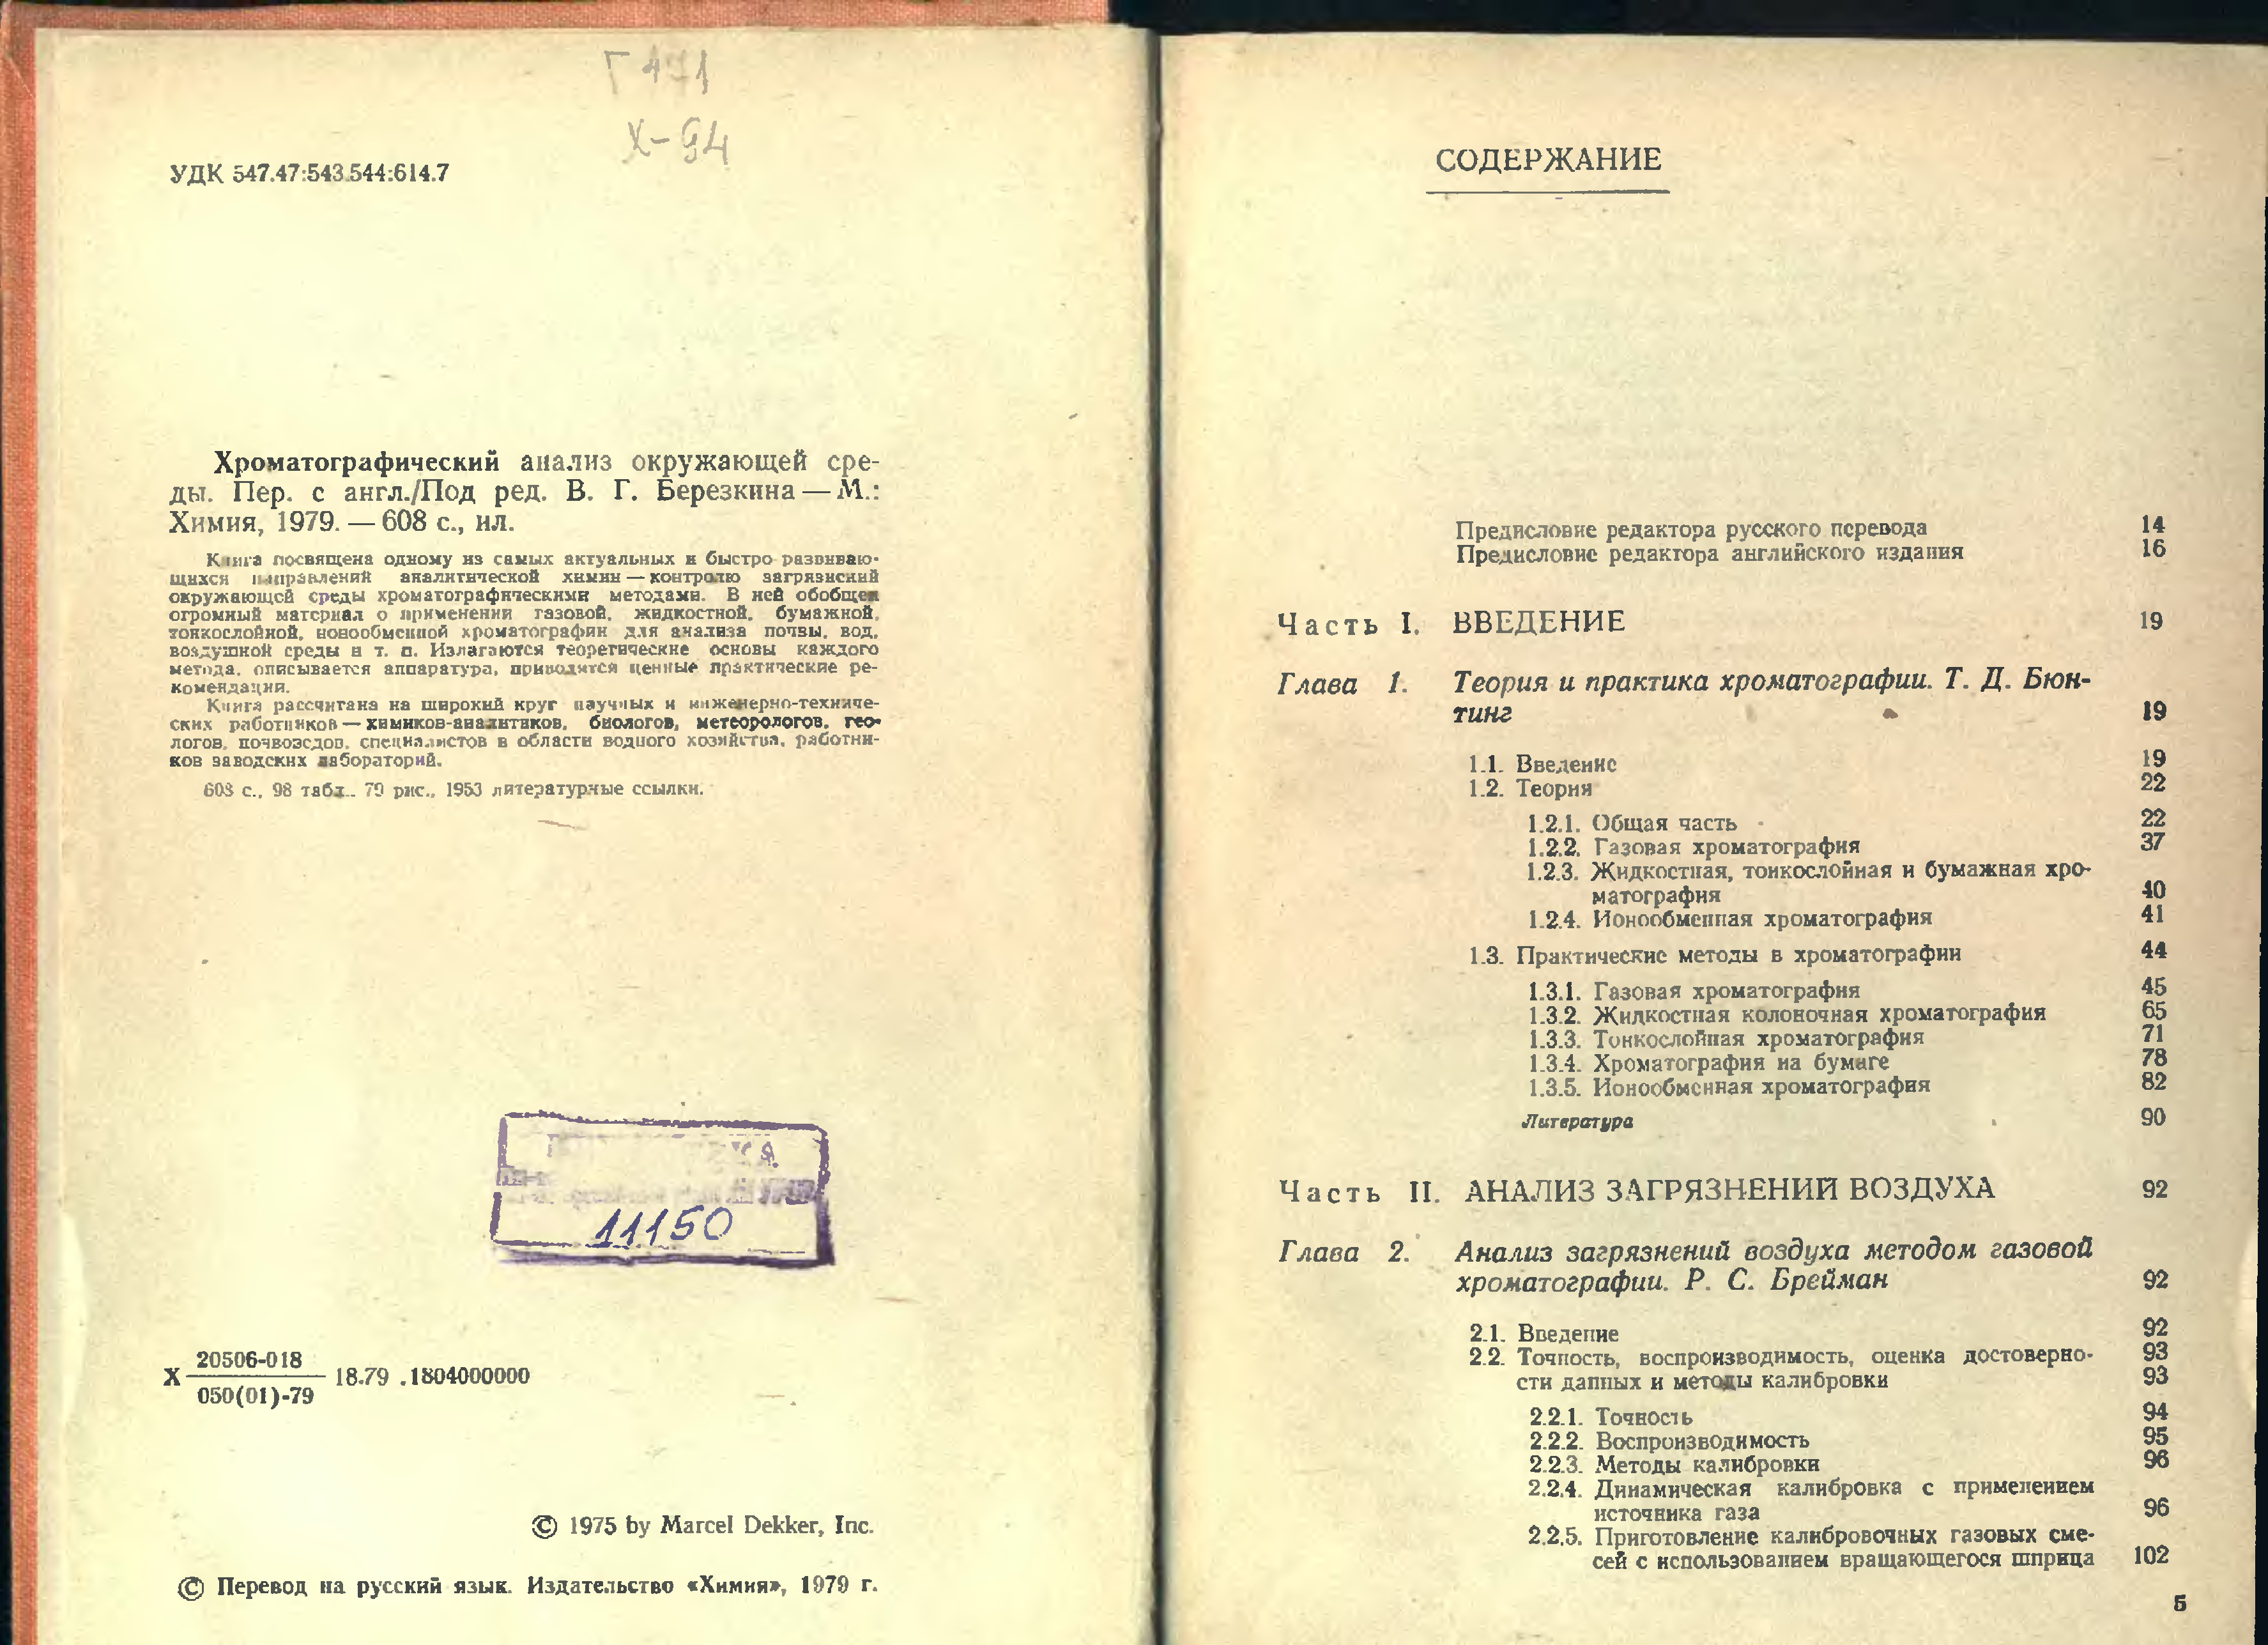 Г 471
Х-94
УДК 547.47:543.544:614.7
Хроматографический анализ окружающей сре-
ды. Пер. с англ./Под ред. В. Г. Березкина — М.:
Химия, 1979. — 608 с., ил.
Книга посвящена одному из самых актуальных и быстро развиваю-
щихся направлений аналитической химии — контролю загрязнений
окружающей среды хроматографическими методами. В ней обобщен
огромный материал о применении газовой, жидкостной, бумажной,
тонкослойной, ионообменной хроматографии для анализа почвы, вод,
воздушной среды и т. п. Излагаются теоретические основы каждого
метода, описывается аппаратура, приводятся ценные практические ре-
комендации.
Книга рассчитана на широкий круг научных и инженерно-техниче-
ских работников — химиков-аналитиков, биологов, метеорологов, гео-
логов, почвоведов, специалистов в области водного хозяйства, работни-
ков заводских лабораторий.
608 с., 98 табл., 79 рис., 1953 литературные ссылки.
11150
Х 20506-018 18.79 .1804000000
050(01)-79
© 1975 by Marcel Dekker, Inc.
© Перевод на русский язык. Издательство «Химия», 1979 г.
СОДЕРЖАНИЕ
Предисловие редактора русского перевода 14
Предисловие редактора английского издания 16
Часть I. ВВЕДЕНИЕ 19
Глава 1. Теория и практика хроматографии. Т. Д. Бюн-
тинг 19
1.1. Введение 19
1.2. Теория 22
1.2.1. Общая часть 22
1.2.2. Газовая хроматография 37
1.2.3. Жидкостная, тонкослойная и бумажная хро-
матография 40
1.2.4. Ионообменная хроматография 41
1.3. Практические методы в хроматографии 44
1.3.1. Газовая хроматография 45
1.3.2. Жидкостная колоночная хроматография 65
1.3.3. Тонкослойная хроматография 71
1.3.4. Хроматография на бумаге 78
1.3.5. Ионообменная хроматография 82
Литература 90
Часть II. АНАЛИЗ ЗАГРЯЗНЕНИЙ ВОЗДУХА 92
Глава 2. Анализ загрязнений воздуха методом газовой
хроматографии. Р. С. Брейман 92
2.1. Введение 92
2.2. Точность, воспроизводимость, оценка достоверно- 93
сти данных и методы калибровки 93
2.2.1. Точность 94
2.2.2. Воспроизводимость 95
2.2.3. Методы калибровки 96
2.2.4. Динамическая калибровка с применением
источника газа 96
2.2.5. Приготовление калибровочных газовых сме-
сей с использованием вращающегося шприца 102
5